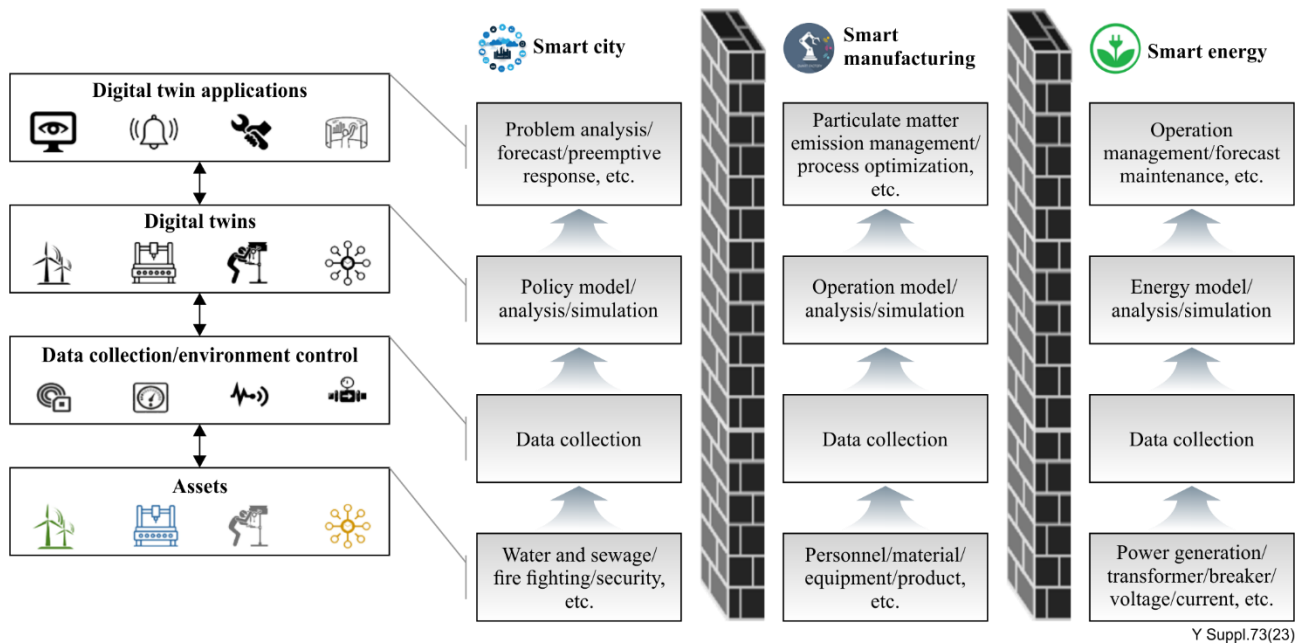 Smart city
Smart
manufacturing
Smart energy
Digital twin applications
Problem analysis/
forecast/preemptive
response, etc.
Particulate matter
emission management/
process optimization,
etc.
Operation
management/forecast
maintenance, etc.
Digital twins
Policy model/
analysis/simulation
Operation model/
analysis/simulation
Energy model/
analysis/simulation
Data collection/environment control
Data collection
Data collection
Data collection
Assets
Water and sewage/
fire fighting/security,
etc.
Personnel/material/
equipment/product,
etc.
Power generation/
transformer/breaker/
voltage/current, etc.
Y Suppl.73(23)